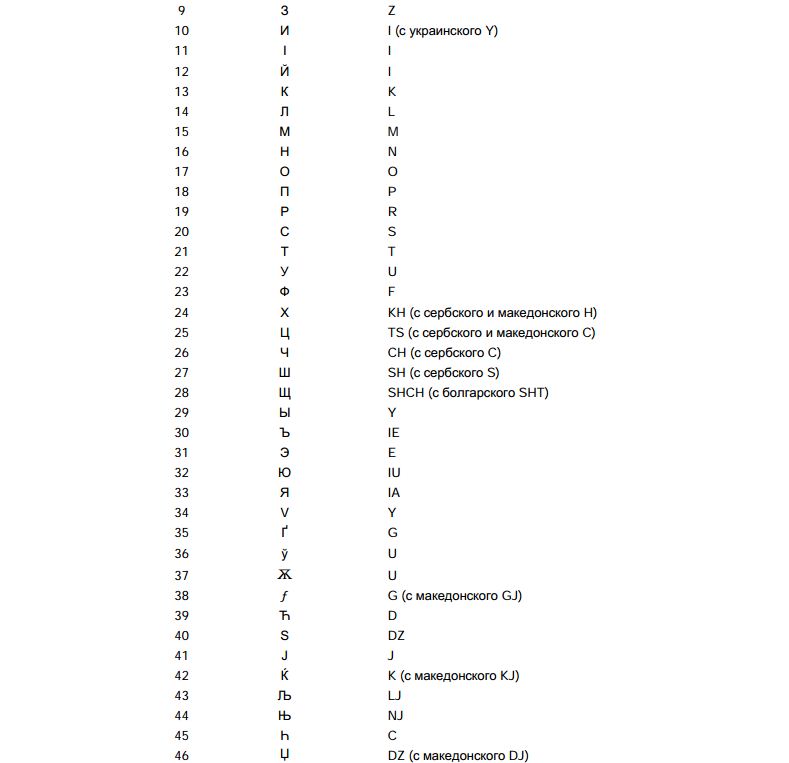 9 З Z
10 И I (с украинского Y)
11 І I
12 Й I
13 К K
14 Л L
15 М M
16 Н N
17 О O
18 П P
19 Р R
20 С S
21 Т T
22 У U
23 Ф F
24 Х KH (с сербского и македонского H)
25 Ц TS (с сербского и македонского C)
26 Ч CH (с сербского C)
27 Ш SH (с сербского S)
28 Щ SHCH (с болгарского SHT)
29 Ы Y
30 Ъ IE
31 Э E
32 Ю IU
33 Я IA
34 V Y
35 Ґ G
36 ў U
37 Ѫ U
38 ƒ G (с македонского GJ)
39 Ђ D
40 Ѕ DZ
41 Ј J
42 Ќ K (с македонского KJ)
43 Љ LJ
44 Њ NJ
45 Һ C
46 Џ DZ (с македонского DJ)